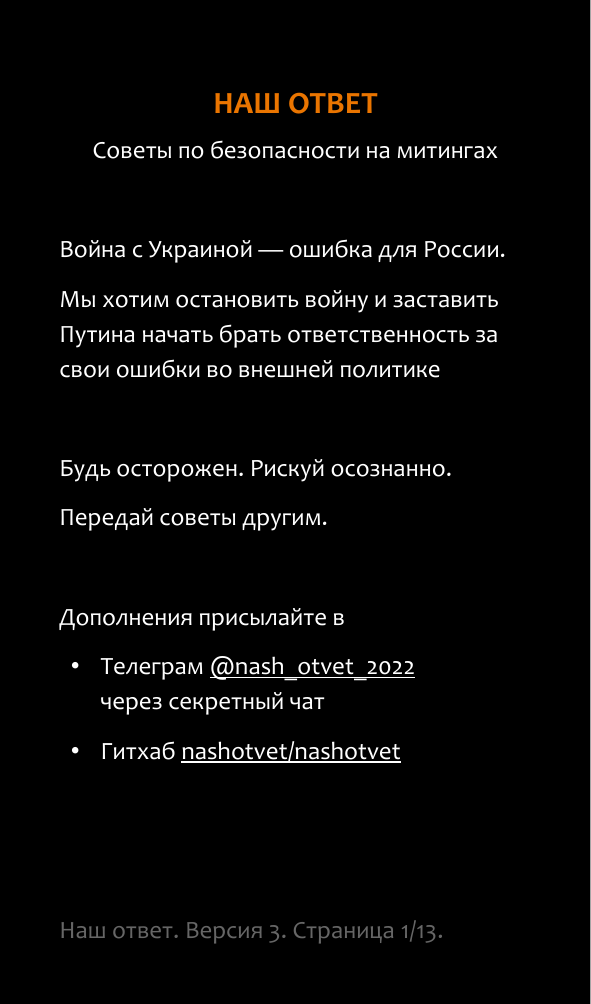 НАШ ОТВЕТ
Советы по безопасности на митингах
Война с Украиной — ошибка для России.
Мы хотим остановить войну и заставить
Путина начать брать ответственность за
свои ошибки во внешней политике
Будь осторожен. Рискуй осознанно.
Передай советы другим.
Дополнения присылайте в
• Телеграм @nash_otvet_2022
через секретный чат
• Гитхаб nashotvet/nashotvet
Наш ответ. Версия 3. Страница 1/13.